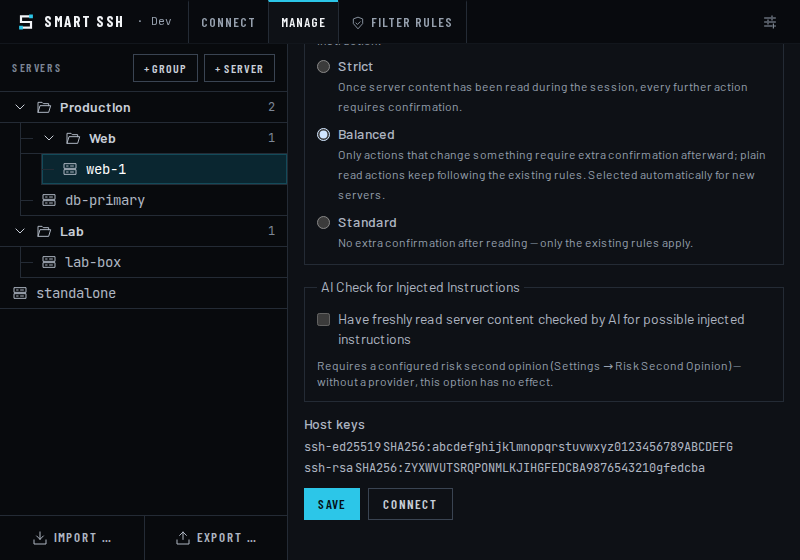 SMART SSH · Dev CONNECT MANAGE FILTER RULES
SERVERS +GROUP +SERVER
Production 2
Web 1
web-1
db-primary
Lab 1
lab-box
standalone
IMPORT … EXPORT …
Strict
Once server content has been read during the session, every further action
requires confirmation.
Balanced
Only actions that change something require extra confirmation afterward; plain
read actions keep following the existing rules. Selected automatically for new
servers.
Standard
No extra confirmation after reading — only the existing rules apply.
AI Check for Injected Instructions
Have freshly read server content checked by AI for possible injected
instructions
Requires a configured risk second opinion (Settings → Risk Second Opinion) —
without a provider, this option has no effect.
Host keys
ssh-ed25519 SHA256:abcdefghijklmnopqrstuvwxyz0123456789ABCDEFG
ssh-rsa SHA256:ZYXWVUTSRQPONMLKJIHGFEDCBA9876543210gfedcba
SAVE CONNECT